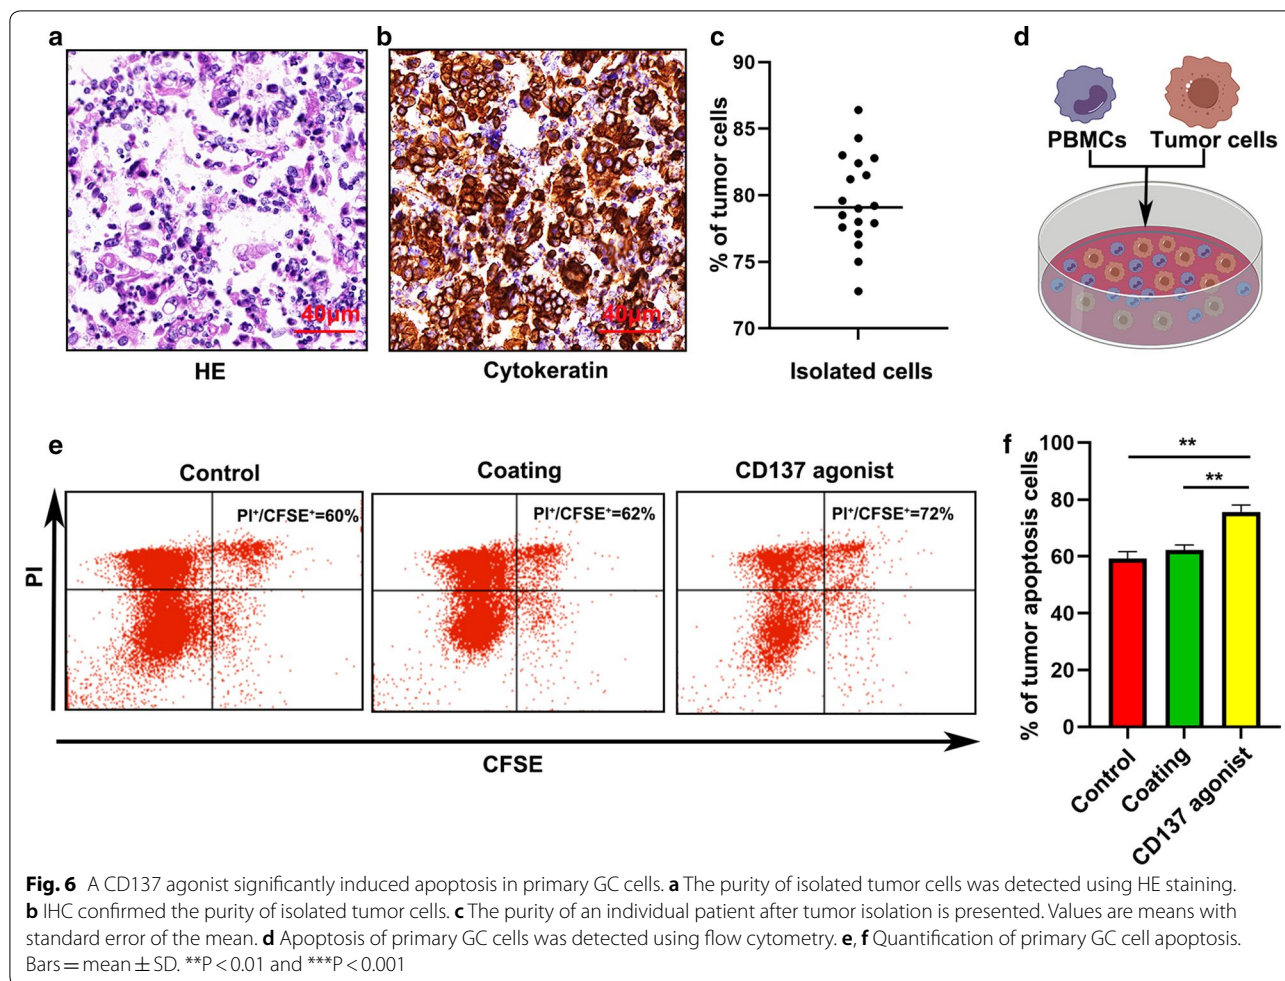 a
b
c
d
90
85
80
75
70
% of tumor cells
Isolated cells
40μm
HE
40μm
Cytokeratin
PBMCs
Tumor cells
e
Control
Coating
CD137 agonist
PI⁺/CFSE⁺=60%
PI⁺/CFSE⁺=62%
PI⁺/CFSE⁺=72%
PI
CFSE
f
% of tumor apoptosis cells
100
80
60
40
20
0
**
**
Control
Coating
CD137 agonist
Fig. 6 A CD137 agonist significantly induced apoptosis in primary GC cells. a The purity of isolated tumor cells was detected using HE staining.
b IHC confirmed the purity of isolated tumor cells. c The purity of an individual patient after tumor isolation is presented. Values are means with
standard error of the mean. d Apoptosis of primary GC cells was detected using flow cytometry. e, f Quantification of primary GC cell apoptosis.
Bars = mean ± SD. **P < 0.01 and ***P < 0.001